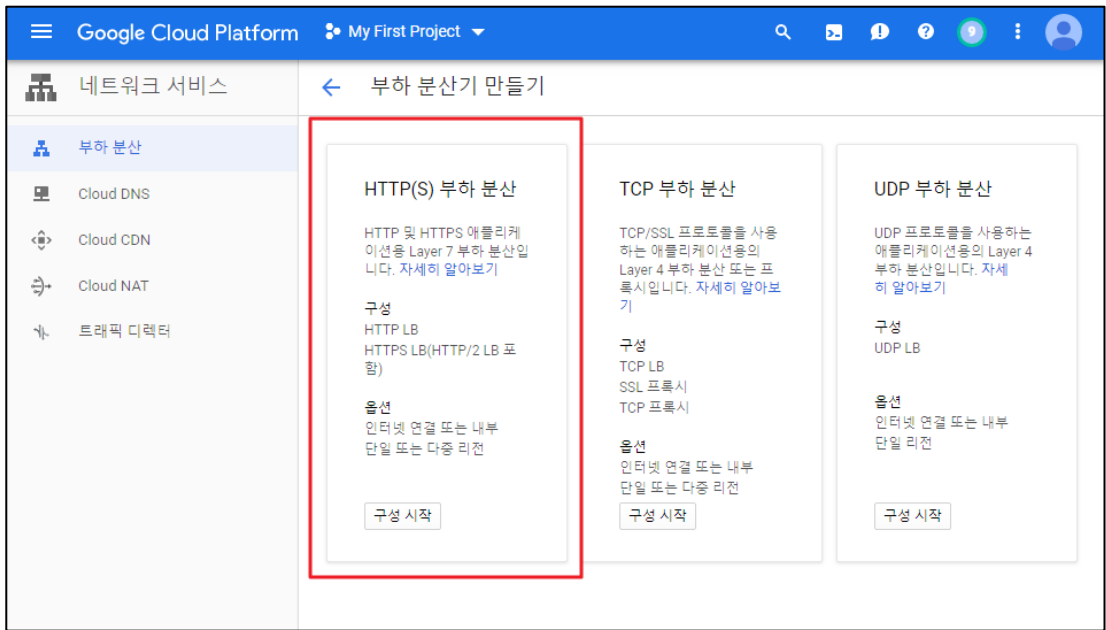 Google Cloud Platform
My First Project
9
네트워크 서비스
부하 분산기 만들기
부하 분산
Cloud DNS
Cloud CDN
Cloud NAT
트래픽 디렉터
HTTP(S) 부하 분산
HTTP 및 HTTPS 애플리케
이션용 Layer 7 부하 분산입
니다. 자세히 알아보기
구성
HTTP LB
HTTPS LB(HTTP/2 LB 포
함)
옵션
인터넷 연결 또는 내부
단일 또는 다중 리전
구성 시작
TCP 부하 분산
TCP/SSL 프로토콜을 사용
하는 애플리케이션용의
Layer 4 부하 분산 또는 프
록시입니다. 자세히 알아보
기
구성
TCP LB
SSL 프록시
TCP 프록시
옵션
인터넷 연결 또는 내부
단일 또는 다중 리전
구성 시작
UDP 부하 분산
UDP 프로토콜을 사용하는
애플리케이션용의 Layer 4
부하 분산입니다. 자세
히 알아보기
구성
UDP LB
옵션
인터넷 연결 또는 내부
단일 리전
구성 시작